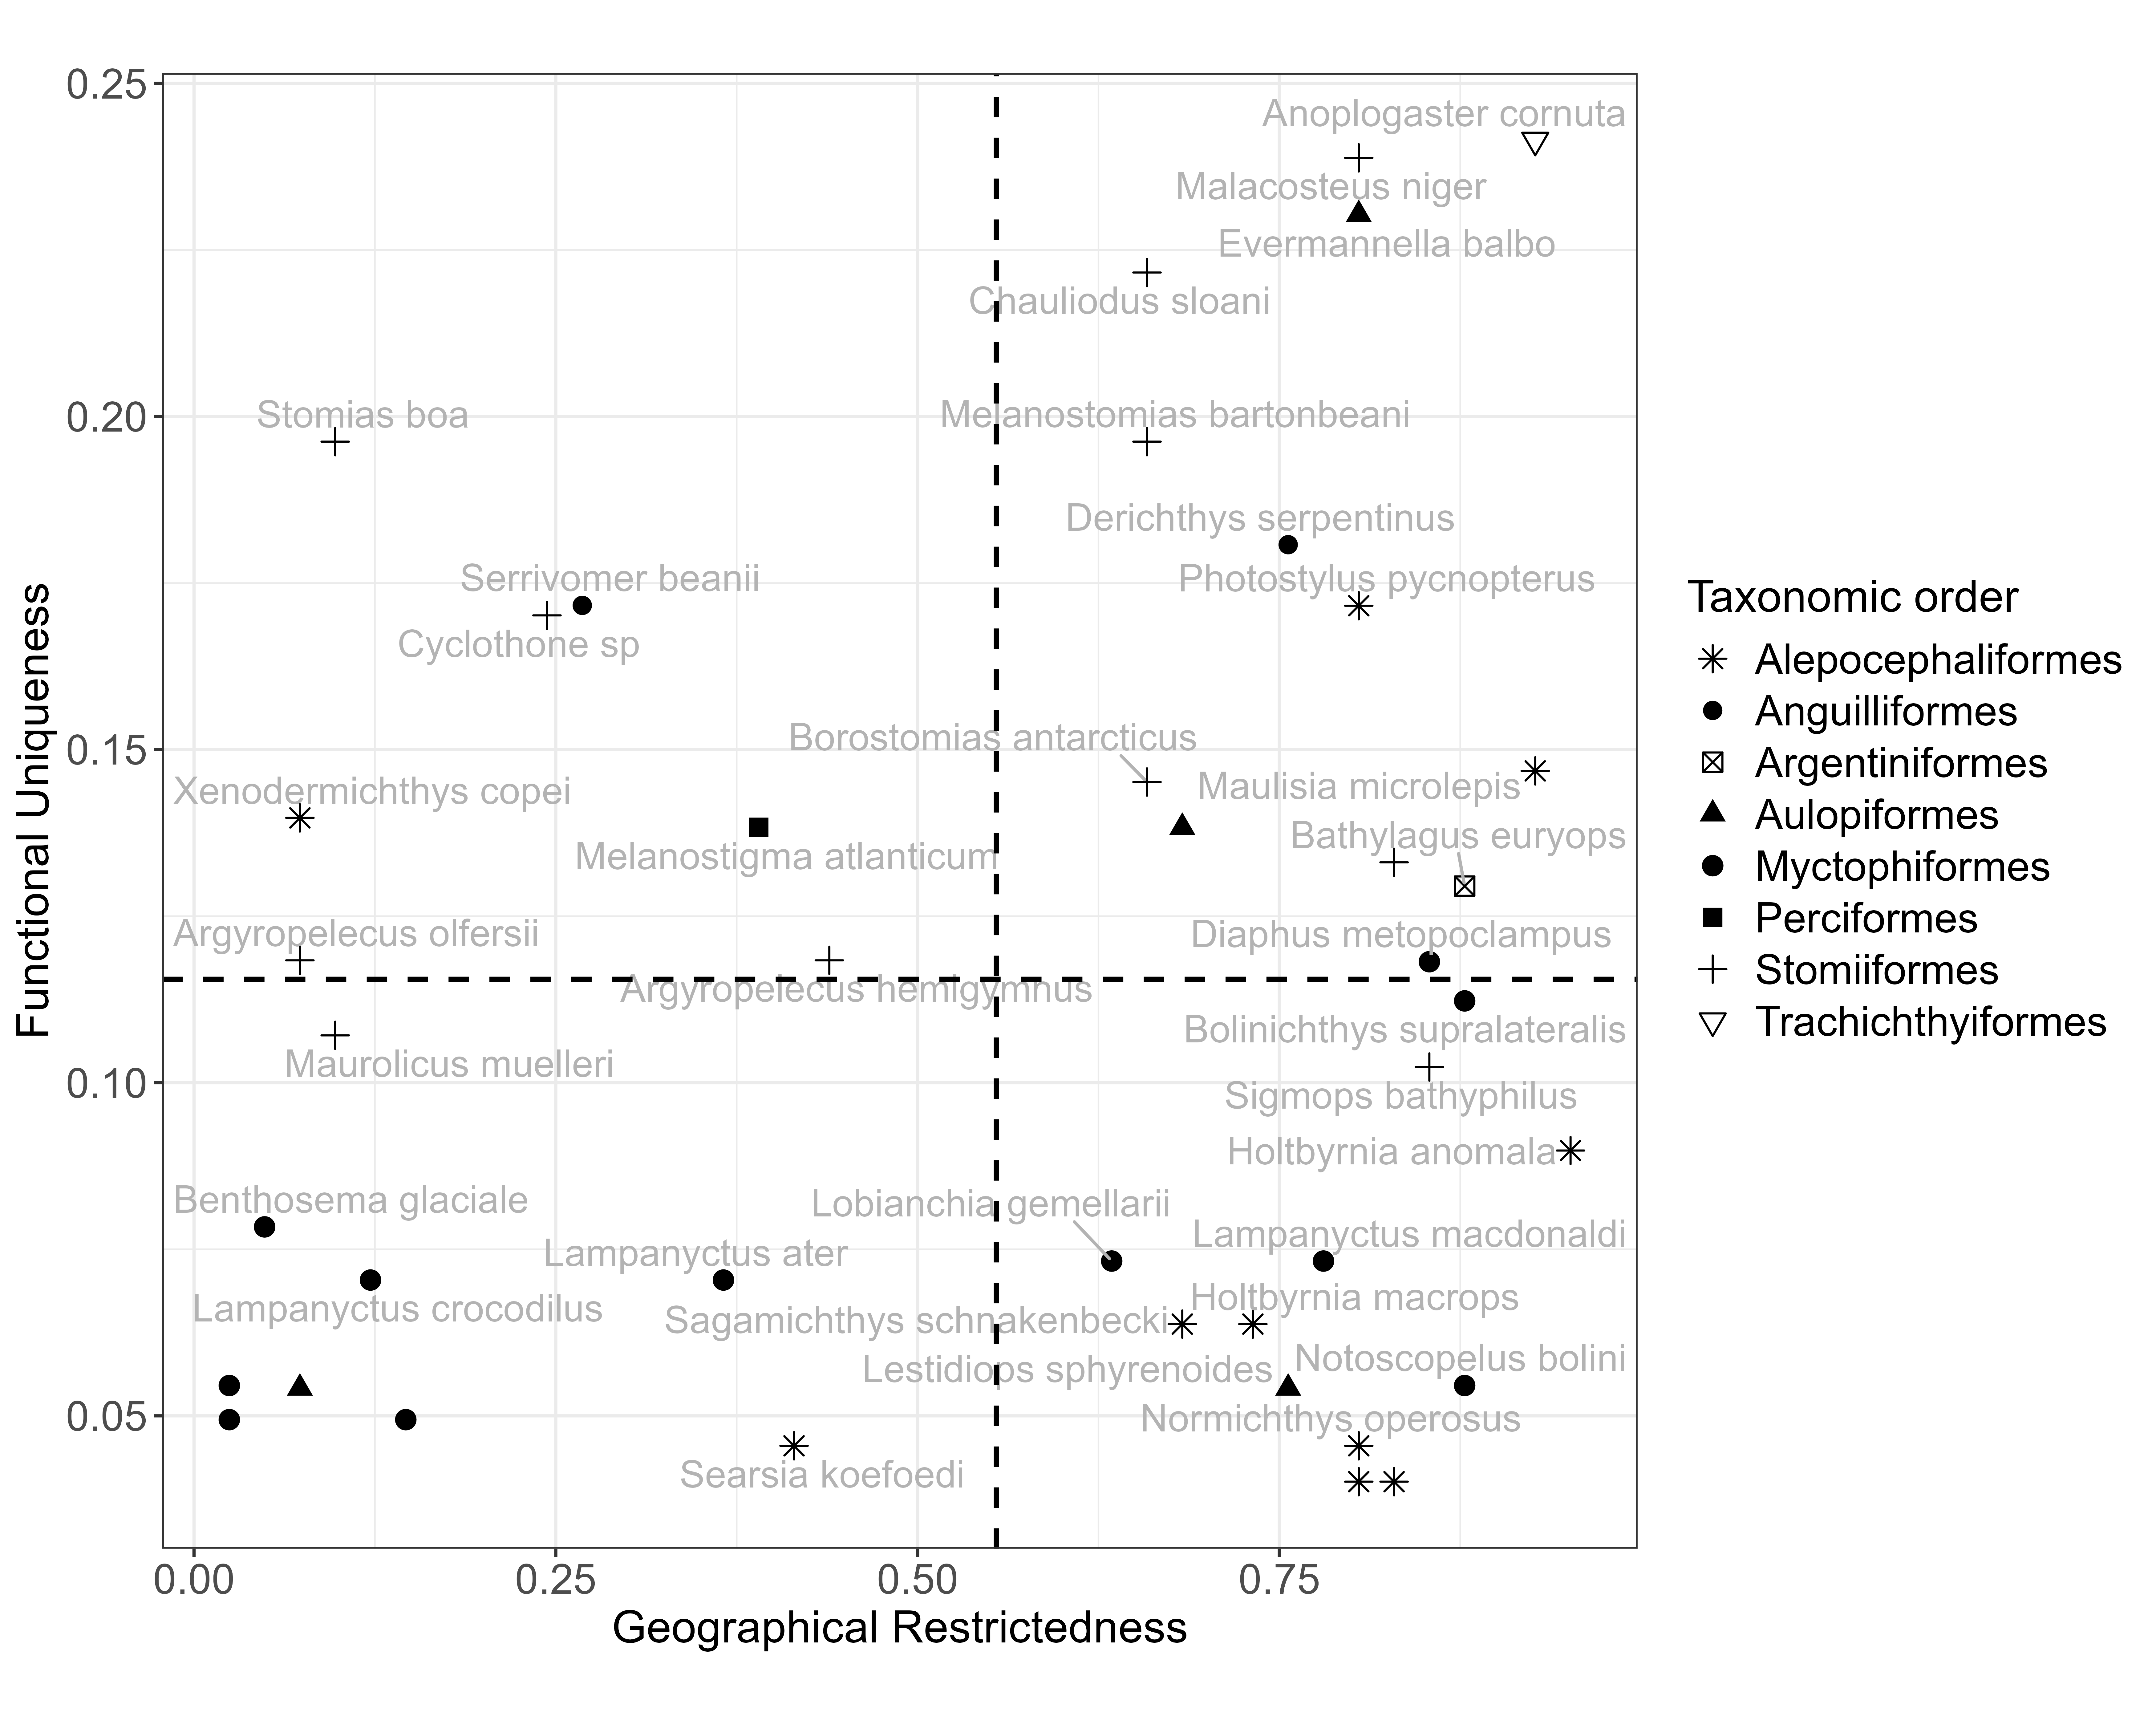 0.25
Anoplogaster cornuta
Malacosteus niger
Evermannella balbo
Chauliodus sloani
0.20
Stomias boa
Melanostomias bartonbeani
Derichthys serpentinus
Serrivomer beanii
Photostylus pycnopterus
Cyclothone sp
Functional Uniqueness
0.15
Borostomias antarcticus
Xenodermichthys copei
Maulisia microlepis
Bathylagus euryops
Melanostigma atlanticum
Argyropelecus olfersii
Diaphus metopoclampus
Argyropelecus hemigymnus
Bolinichthys supralateralis
Maurolicus muelleri
0.10
Sigmops bathyphilus
Holtbyrnia anomala
Benthosema glaciale
Lobianchia gemellarii
Lampanyctus macdonaldi
Lampanyctus ater
Lampanyctus crocodilus
Holtbyrnia macrops
Sagamichthys schnakenbecki
Lestidiops sphyrenoides
Notoscopelus bolini
0.05
Normichthys operosus
Searsia koefoedi
0.00
0.25
0.50
0.75
Geographical Restrictedness
Taxonomic order
Alepocephaliformes
Anguilliformes
Argentiniformes
Aulopiformes
Myctophiformes
Perciformes
Stomiiformes
Trachichthyiformes